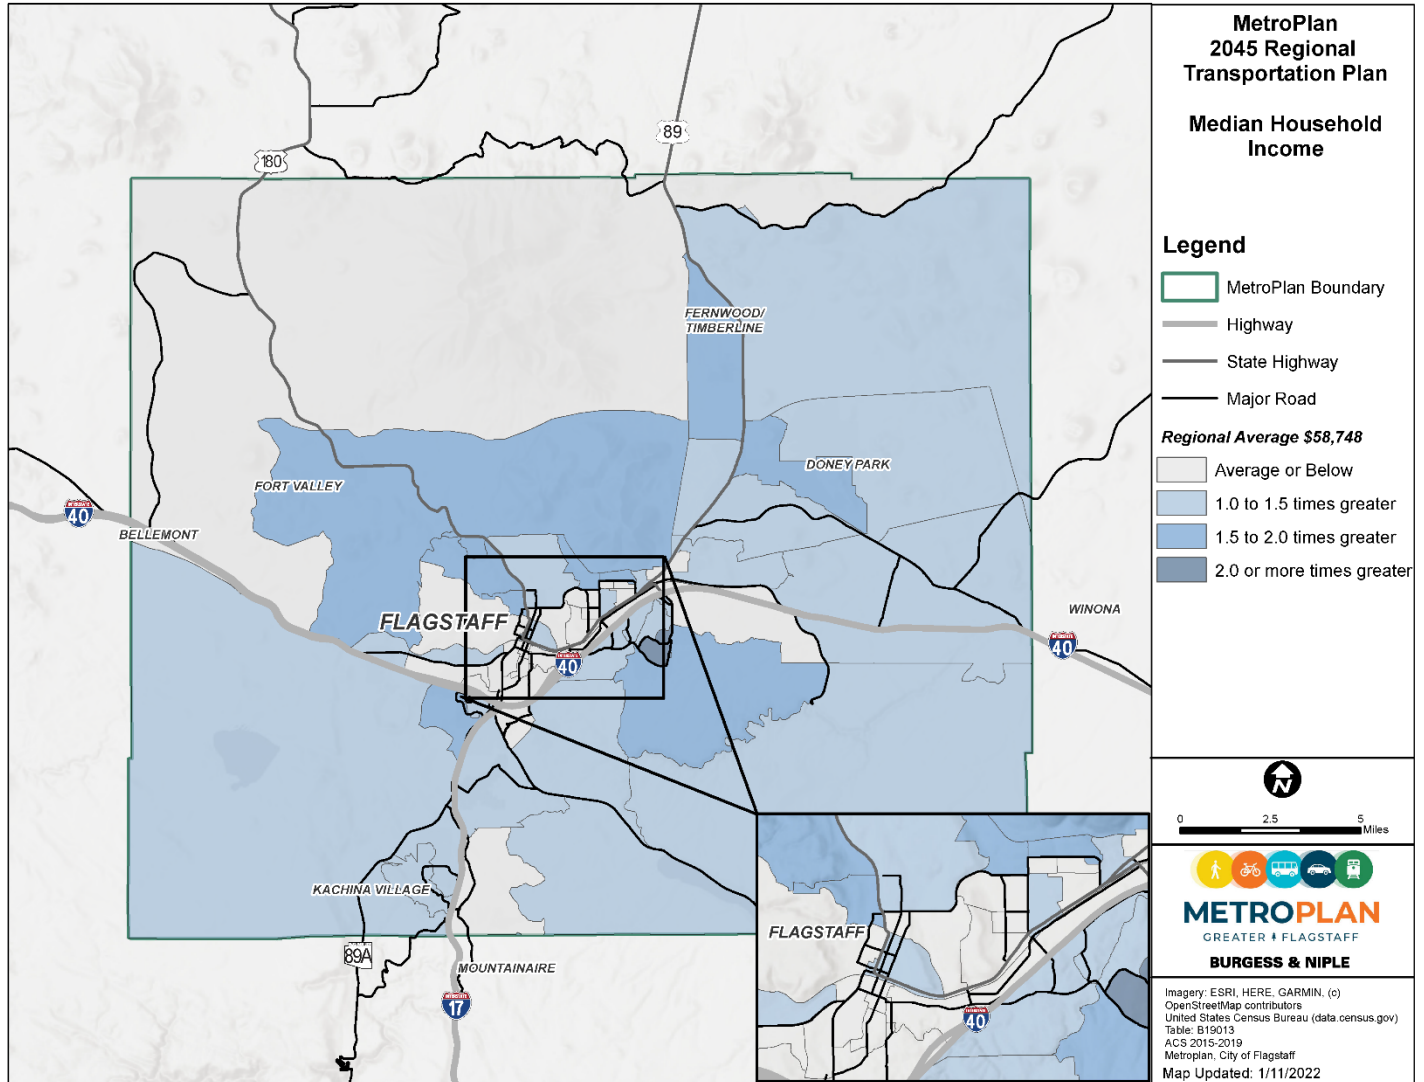 MetroPlan
2045 Regional
Transportation Plan
Median Household
Income
Legend
MetroPlan Boundary
Highway
State Highway
Major Road
Regional Average $58,748
Average or Below
1.0 to 1.5 times greater
1.5 to 2.0 times greater
2.0 or more times greater
N
0 2.5 5
Miles
METROPLAN
GREATER FLAGSTAFF
BURGESS & NIPLE
Imagery: ESRI, HERE, GARMIN, (c)
OpenStreetMap contributors
United States Census Bureau (data.census.gov)
Table: B19013
ACS 2015-2019
Metroplan, City of Flagstaff
Map Updated: 1/11/2022
89
180
FERNWOOD/
TIMBERLINE
DONEY PARK
FORT VALLEY
40
BELLEMONT
FLAGSTAFF
40
WINONA
40
KACHINA VILLAGE
89A
MOUNTAINAIRE
17
FLAGSTAFF
40